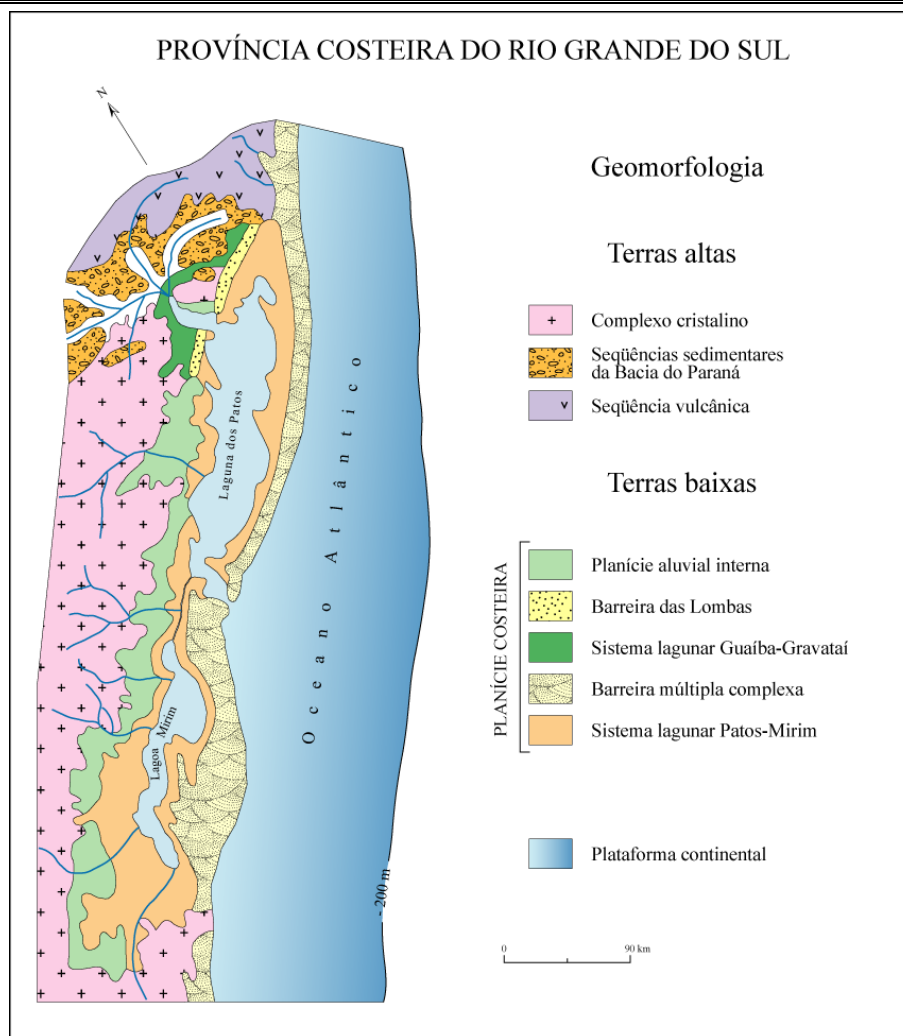 PROVÍNCIA COSTEIRA DO RIO GRANDE DO SUL
N
Geomorfologia
Terras altas
Complexo cristalino
Seqüências sedimentares
da Bacia do Paraná
Seqüência vulcânica
Terras baixas
PLANÍCIE COSTEIRA
Planície aluvial interna
Barreira das Lombas
Sistema lagunar Guaíba-Gravataí
Barreira múltipla complexa
Sistema lagunar Patos-Mirim
Plataforma continental
0 90 km
Laguna dos Patos
Lagoa Mirim
Oceano Atlântico
- 200 m